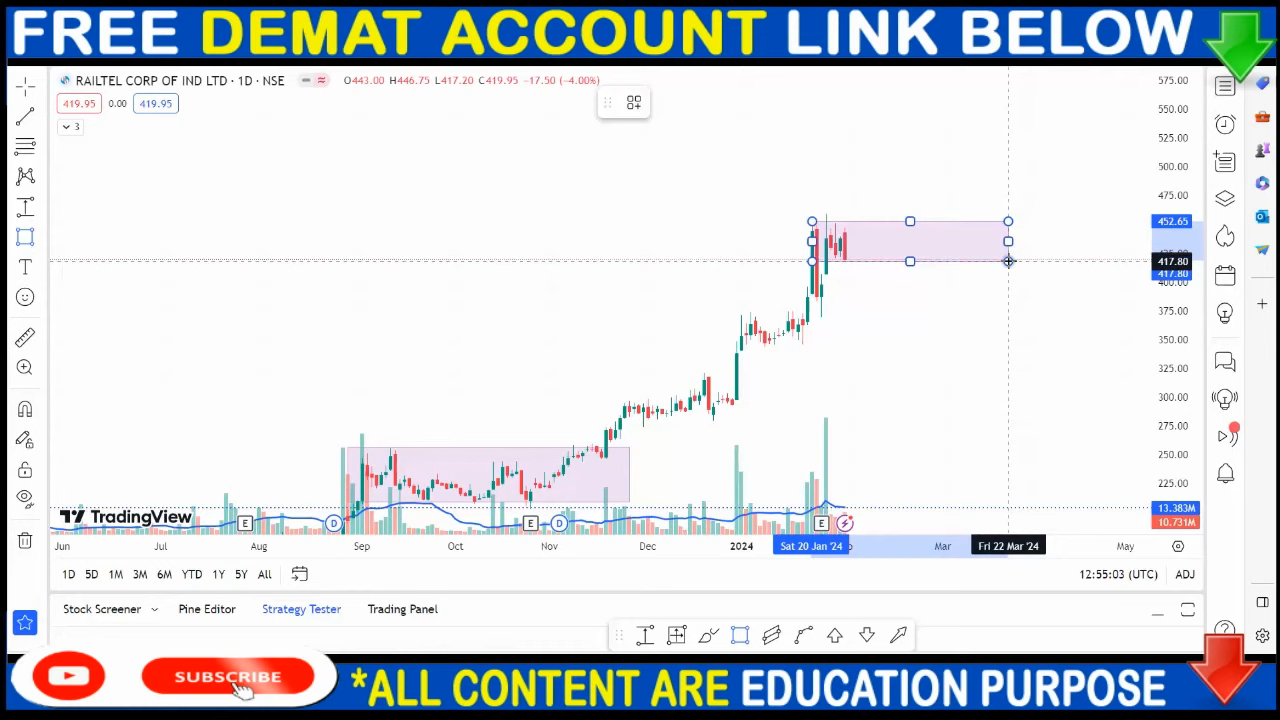 FREE DEMAT ACCOUNT LINK BELOW
RAILTEL CORP OF IND LTD · 1D · NSE
O443.00 H446.75 L417.20 C419.95 −17.50 (−4.00%)
419.95 0.00 419.95
3
575.00
550.00
525.00
500.00
475.00
452.65
417.80
417.80
400.00
375.00
350.00
325.00
300.00
275.00
250.00
225.00
13.383M
10.731M
E D E D E
TradingView
Jun Jul Aug Sep Oct Nov Dec 2024 Sat 20 Jan '24 Mar Fri 22 Mar '24 May
1D 5D 1M 3M 6M YTD 1Y 5Y All
12:55:03 (UTC) ADJ
Stock Screener Pine Editor Strategy Tester Trading Panel
SUBSCRIBE
*ALL CONTENT ARE EDUCATION PURPOSE